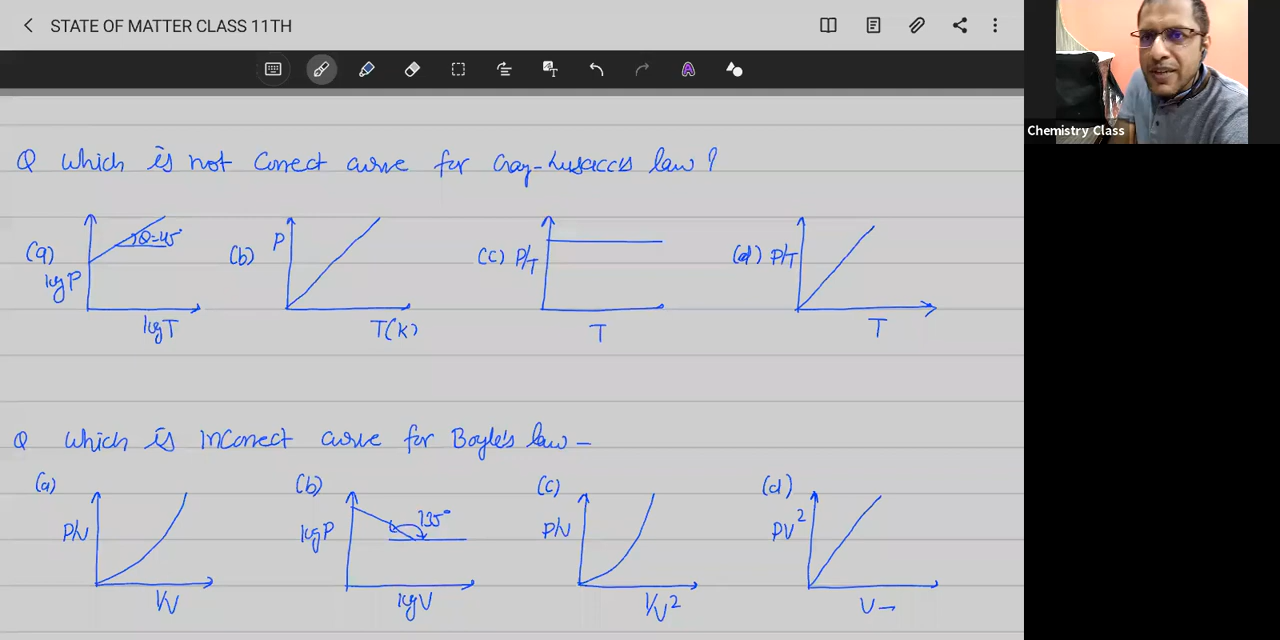 STATE OF MATTER CLASS 11TH
Chemistry Class
Q Which is not Correct curve for Gay-Lusaccs law?
(a) logP θ=45° logT
(b) P T(K)
(c) P/T T
(d) P/T T
Q Which is InCorrect curve for Boyle's law –
(a) P/V 1/V
(b) logP 135° logV
(c) P/V 1/V²
(d) PV² V→